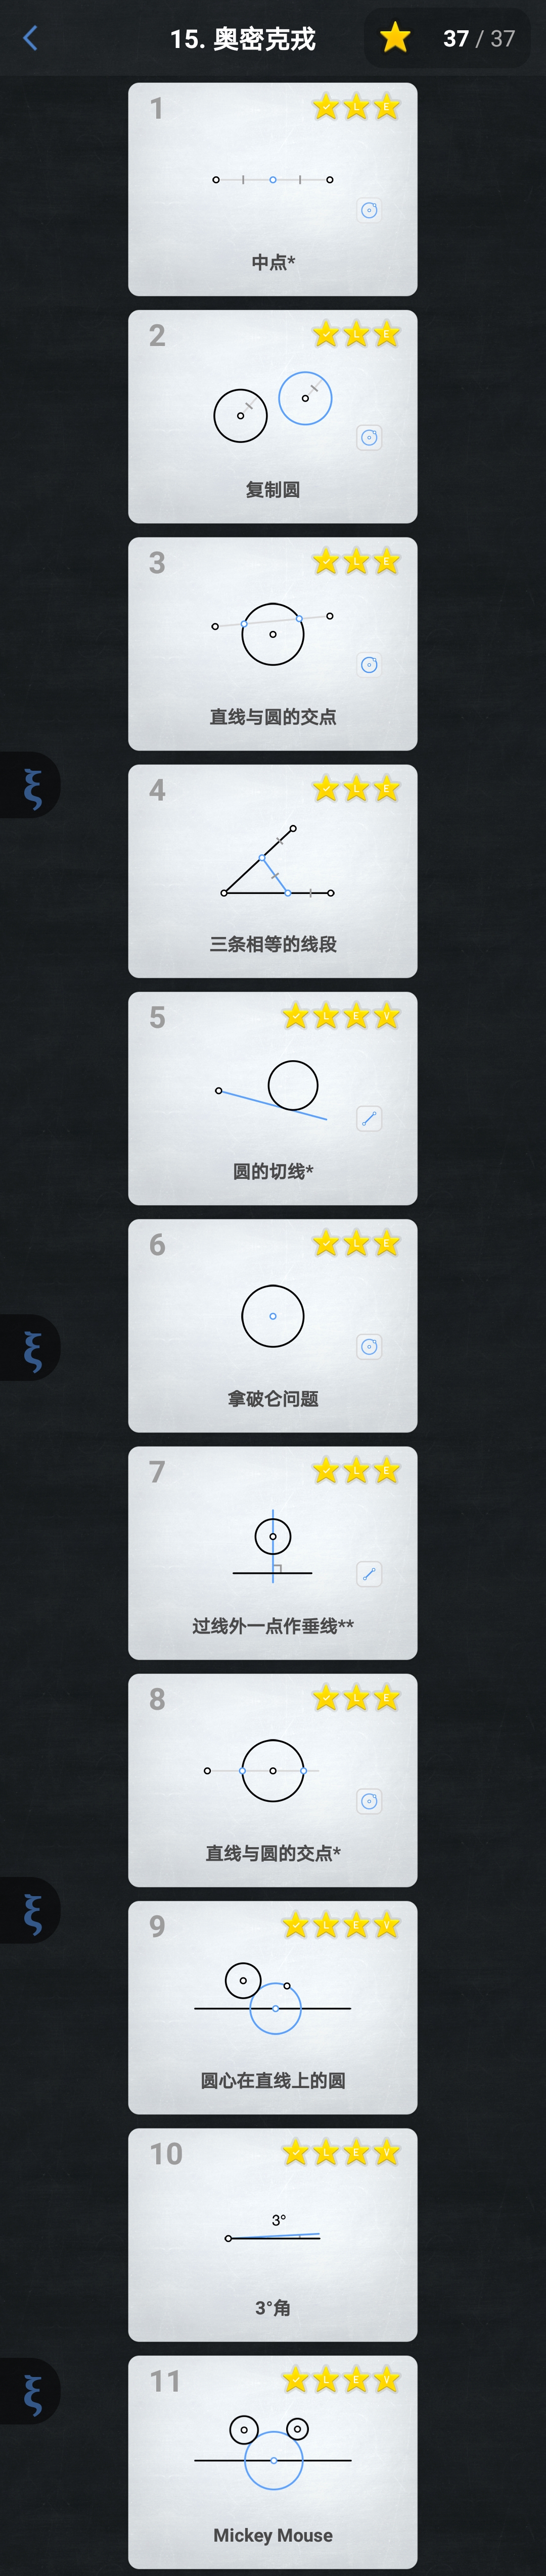 15. 奥密克戎
37 / 37
1
中点*
2
复制圆
3
直线与圆的交点
4
三条相等的线段
5
圆的切线*
6
拿破仑问题
7
过线外一点作垂线**
8
直线与圆的交点*
9
圆心在直线上的圆
10
3°
3°角
11
Mickey Mouse
ξ
ξ
ξ
ξ